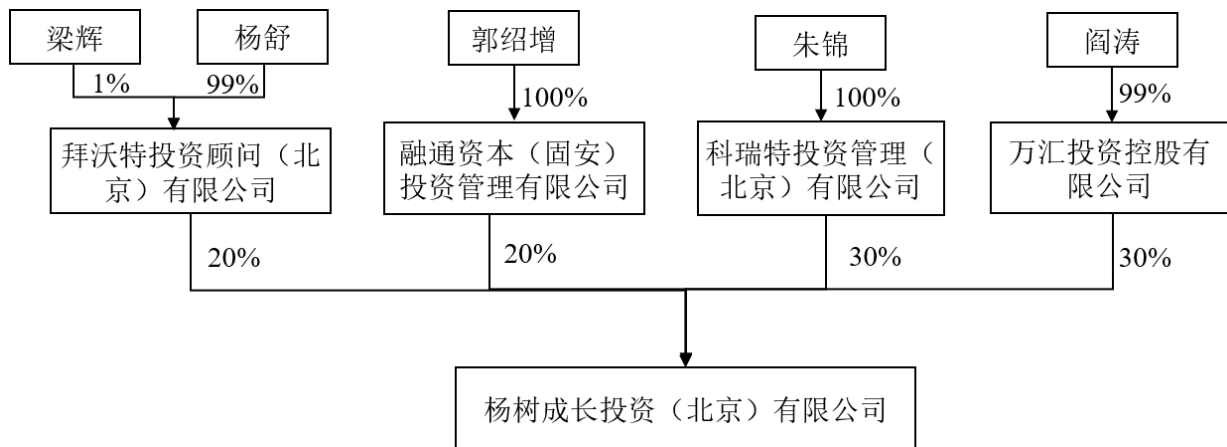 梁辉
杨舒
郭绍增
朱锦
阎涛
1%
99%
100%
100%
99%
拜沃特投资顾问（北
京）有限公司
融通资本（固安）
投资管理有限公司
科瑞特投资管理（
北京）有限公司
万汇投资控股有
限公司
20%
20%
30%
30%
杨树成长投资（北京）有限公司